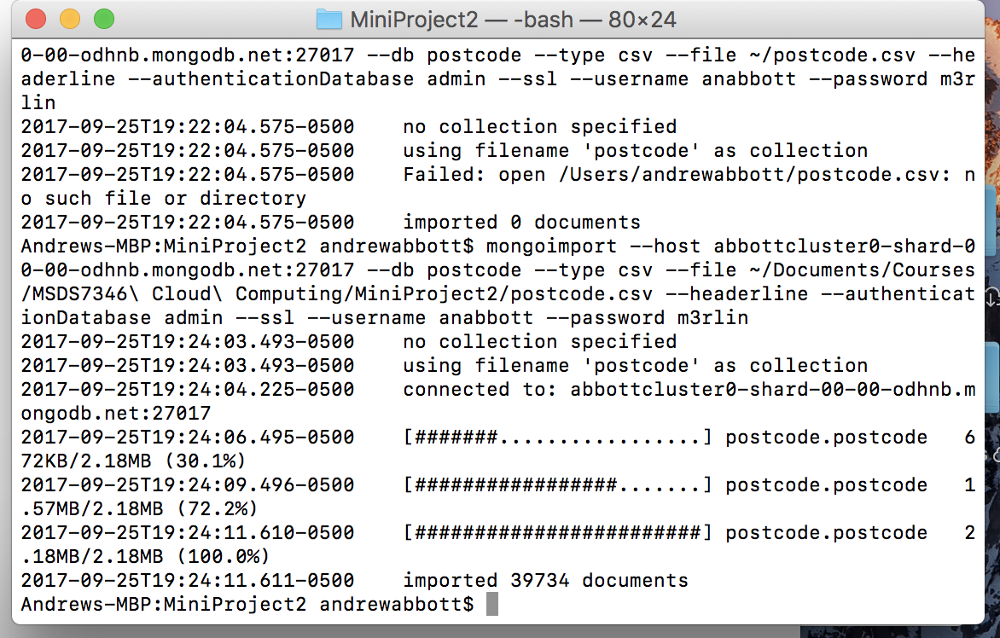 MiniProject2 — -bash — 80×24
0-00-odhnb.mongodb.net:27017 --db postcode --type csv --file ~/postcode.csv --he
aderline --authenticationDatabase admin --ssl --username anabbott --password m3r
lin
2017-09-25T19:22:04.575-0500    no collection specified
2017-09-25T19:22:04.575-0500    using filename 'postcode' as collection
2017-09-25T19:22:04.575-0500    Failed: open /Users/andrewabbott/postcode.csv: n
o such file or directory
2017-09-25T19:22:04.575-0500    imported 0 documents
Andrews-MBP:MiniProject2 andrewabbott$ mongoimport --host abbottcluster0-shard-0
0-00-odhnb.mongodb.net:27017 --db postcode --type csv --file ~/Documents/Courses
/MSDS7346\ Cloud\ Computing/MiniProject2/postcode.csv --headerline --authenticat
ionDatabase admin --ssl --username anabbott --password m3rlin
2017-09-25T19:24:03.493-0500    no collection specified
2017-09-25T19:24:03.493-0500    using filename 'postcode' as collection
2017-09-25T19:24:04.225-0500    connected to: abbottcluster0-shard-00-00-odhnb.m
ongodb.net:27017
2017-09-25T19:24:06.495-0500    [#######.................] postcode.postcode   6
72KB/2.18MB (30.1%)
2017-09-25T19:24:09.496-0500    [#################.......] postcode.postcode   1
.57MB/2.18MB (72.2%)
2017-09-25T19:24:11.610-0500    [########################] postcode.postcode   2
.18MB/2.18MB (100.0%)
2017-09-25T19:24:11.611-0500    imported 39734 documents
Andrews-MBP:MiniProject2 andrewabbott$